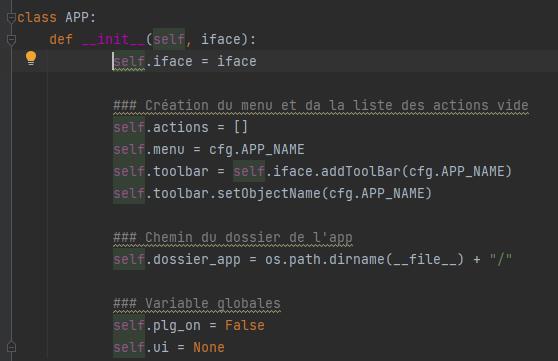 class APP:
def __init__(self, iface):
self.iface = iface
### Création du menu et da la liste des actions vide
self.actions = []
self.menu = cfg.APP_NAME
self.toolbar = self.iface.addToolBar(cfg.APP_NAME)
self.toolbar.setObjectName(cfg.APP_NAME)
### Chemin du dossier de l'app
self.dossier_app = os.path.dirname(__file__) + "/"
### Variable globales
self.plg_on = False
self.ui = None